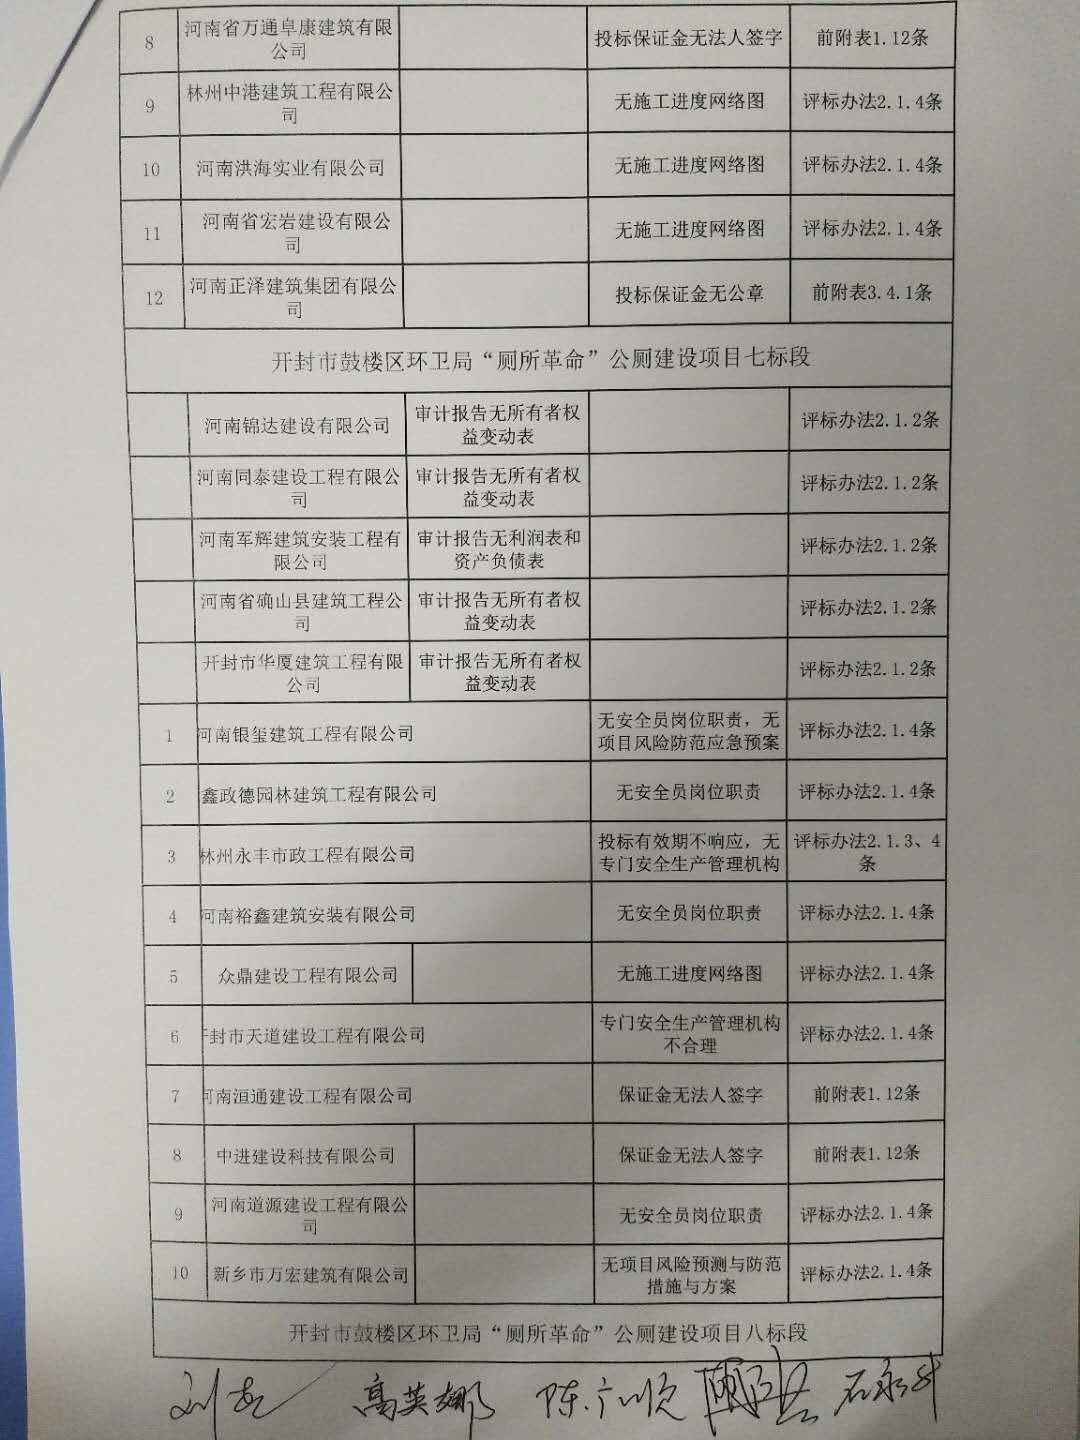 8 河南省万通阜康建筑有限公司 投标保证金无法人签字 前附表1.12条
9 林州中港建筑工程有限公司 无施工进度网络图 评标办法2.1.4条
10 河南洪海实业有限公司 无施工进度网络图 评标办法2.1.4条
11 河南省宏岩建设有限公司 无施工进度网络图 评标办法2.1.4条
12 河南正泽建筑集团有限公司 投标保证金无公章 前附表3.4.1条
开封市鼓楼区环卫局“厕所革命”公厕建设项目七标段
河南锦达建设有限公司 审计报告无所有者权益变动表 评标办法2.1.2条
河南同泰建设工程有限公司 审计报告无所有者权益变动表 评标办法2.1.2条
河南军辉建筑安装工程有限公司 审计报告无利润表和资产负债表 评标办法2.1.2条
河南省确山县建筑工程公司 审计报告无所有者权益变动表 评标办法2.1.2条
开封市华厦建筑工程有限公司 审计报告无所有者权益变动表 评标办法2.1.2条
1 河南银玺建筑工程有限公司 无安全员岗位职责，无项目风险防范应急预案 评标办法2.1.4条
2 鑫政德园林建筑工程有限公司 无安全员岗位职责 评标办法2.1.4条
3 林州永丰市政工程有限公司 投标有效期不响应，无专门安全生产管理机构 评标办法2.1.3、4条
4 河南裕鑫建筑安装有限公司 无安全员岗位职责 评标办法2.1.4条
5 众鼎建设工程有限公司 无施工进度网络图 评标办法2.1.4条
6 开封市天道建设工程有限公司 专门安全生产管理机构不合理 评标办法2.1.4条
7 河南洹通建设工程有限公司 保证金无法人签字 前附表1.12条
8 中进建设科技有限公司 保证金无法人签字 前附表1.12条
9 河南道源建设工程有限公司 无安全员岗位职责 评标办法2.1.4条
10 新乡市万宏建筑有限公司 无项目风险预测与防范措施与方案 评标办法2.1.4条
开封市鼓楼区环卫局“厕所革命”公厕建设项目八标段
高英娜 陈广顺 石永升